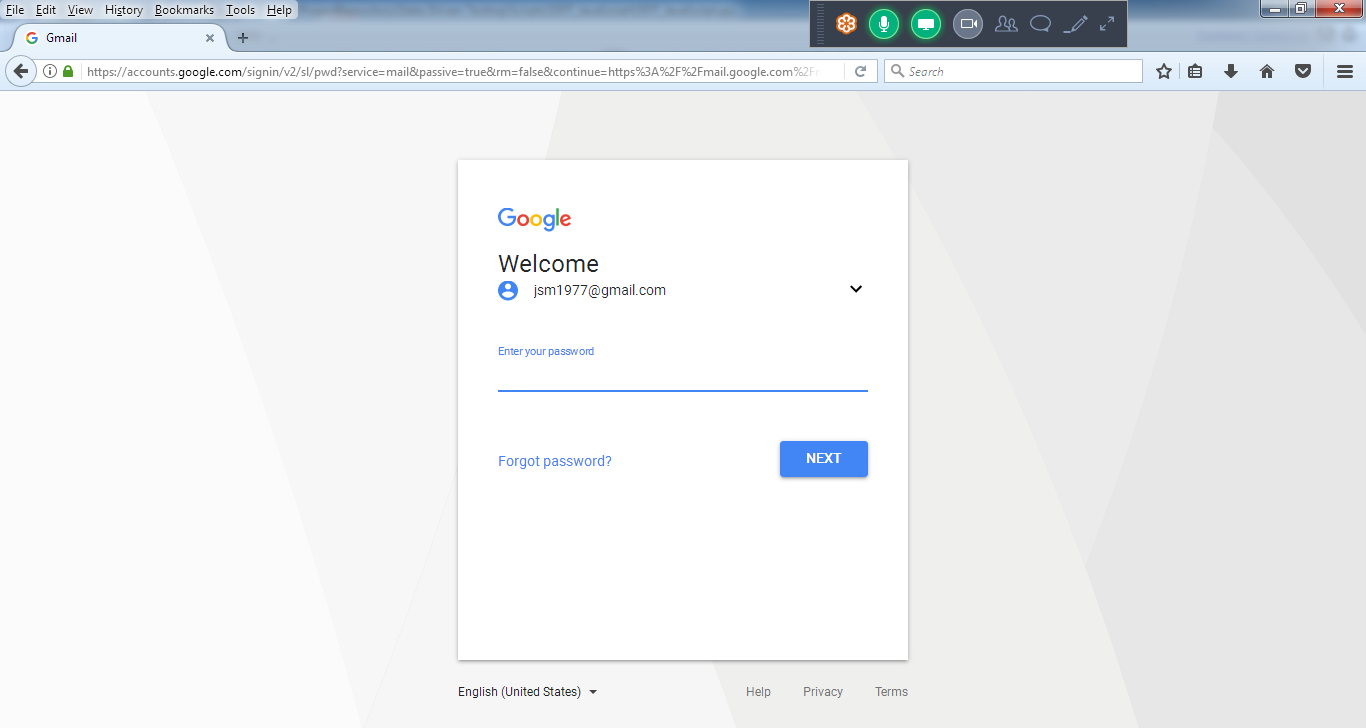 File Edit View History Bookmarks Tools Help
Gmail
https://accounts.google.com/signin/v2/sl/pwd?service=mail&passive=true&rm=false&continue=https%3A%2F%2Fmail.google.com%2F
Search
Google
Welcome
jsm1977@gmail.com
Enter your password
Forgot password?
NEXT
English (United States)
Help Privacy Terms